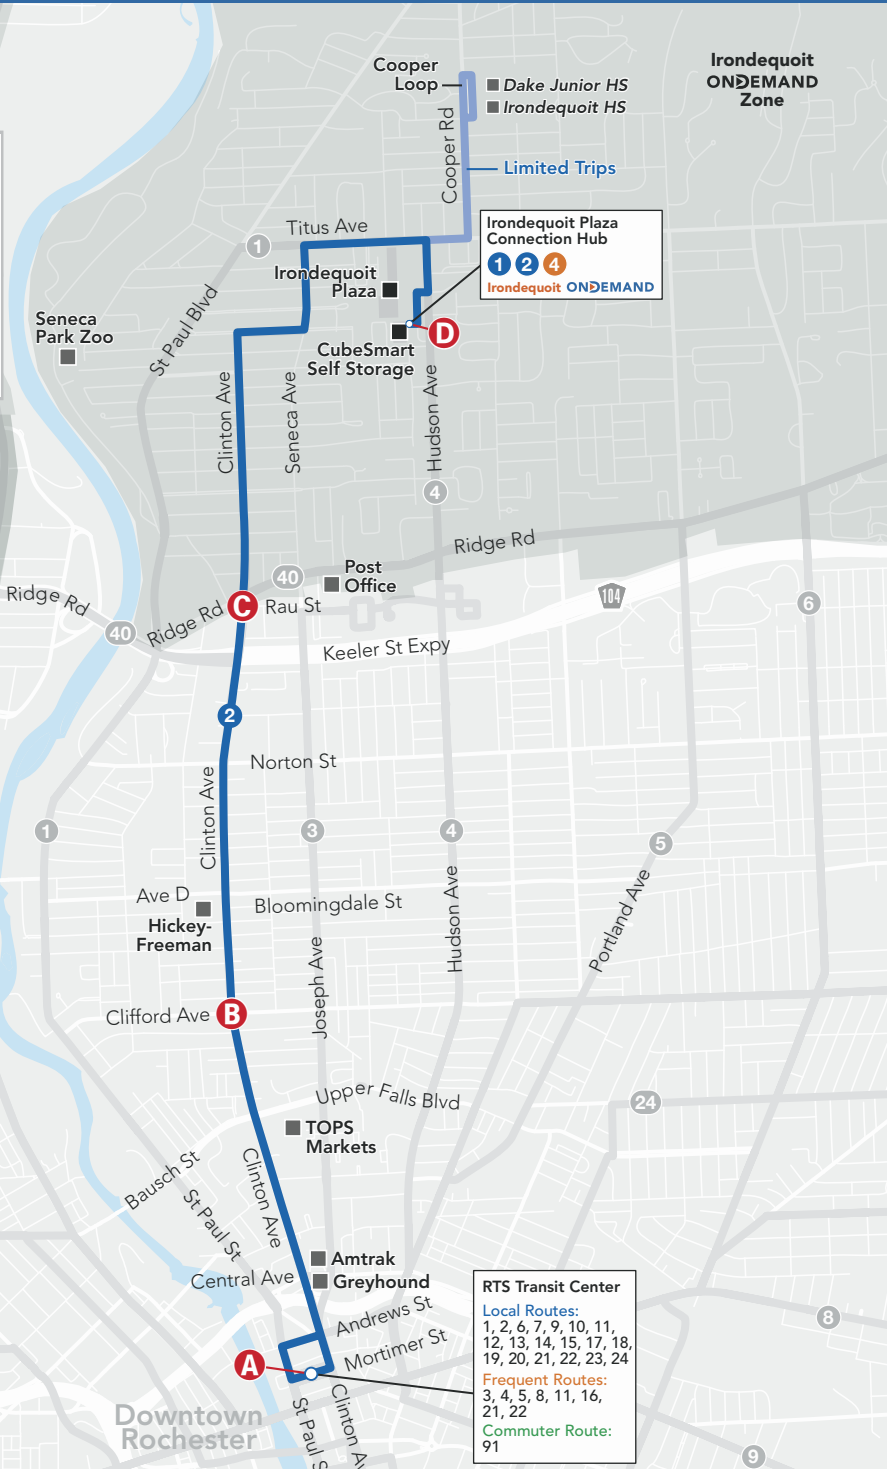 Cooper
Loop
Dake Junior HS
Irondequoit HS
Irondequoit
ONDEMAND
Zone
Cooper Rd
Limited Trips
Titus Ave
1
Irondequoit Plaza
Connection Hub
1 2 4
Irondequoit ONDEMAND
Irondequoit
Plaza
St Paul Blvd
Seneca
Park Zoo
D
CubeSmart
Self Storage
Clinton Ave
Seneca Ave
Hudson Ave
4
Ridge Rd
Post
Office
40
Ridge Rd
40
Ridge Rd
C
Rau St
104
6
Keeler St Expy
2
Norton St
Clinton Ave
1
3
4
5
Ave D
Hickey-
Freeman
Bloomingdale St
Hudson Ave
Portland Ave
Joseph Ave
Clifford Ave
B
Upper Falls Blvd
24
TOPS
Markets
Bausch St
St Paul St
Clinton Ave
Amtrak
Central Ave
Greyhound
Andrews St
Mortimer St
A
RTS Transit Center
Local Routes:
1, 2, 6, 7, 9, 10, 11,
12, 13, 14, 15, 17, 18,
19, 20, 21, 22, 23, 24
Frequent Routes:
3, 4, 5, 8, 11, 16,
21, 22
Commuter Route:
91
8
Downtown
Rochester
St Paul S
Clinton Av
9